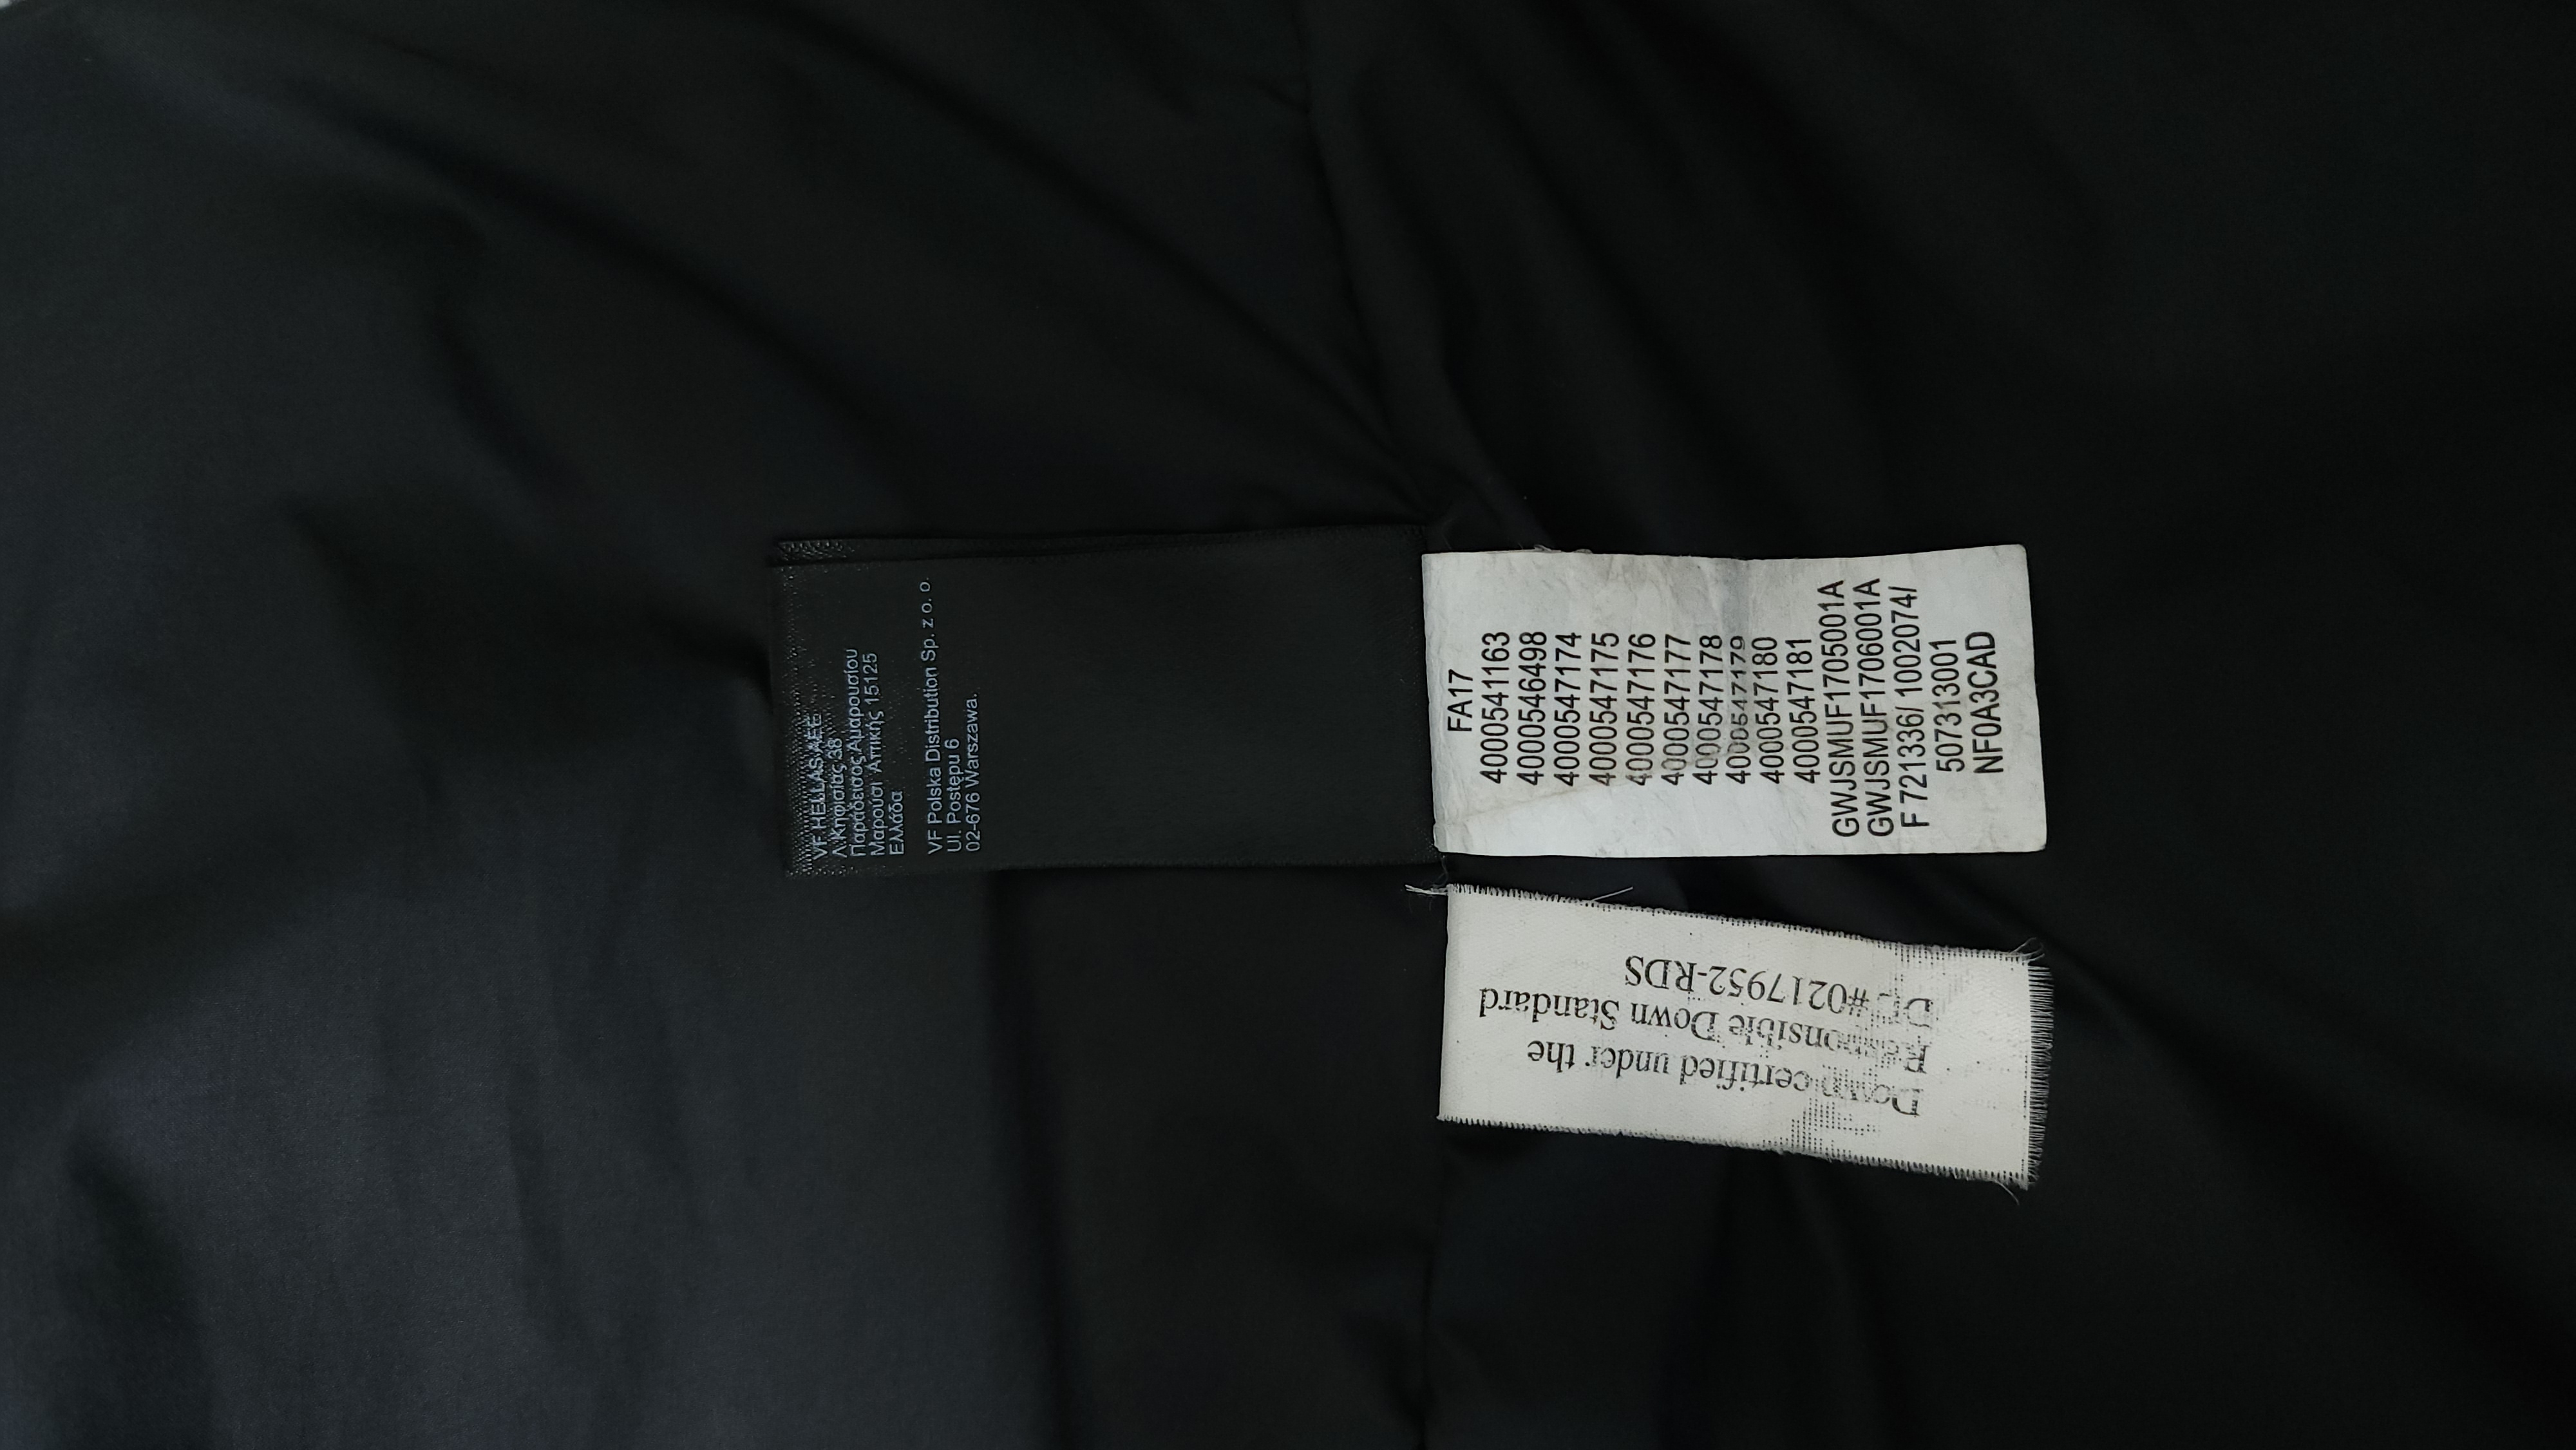 VF HELLAS AEE
Λ.Κηφισίας 38
Παράδεισος Αμαρουσίου
Μαρούσι Αττικής 15125
Ελλάδα
VF Polska Distribution Sp. z o. o.
Ul. Postępu 6
02-676 Warszawa.
FA17
4000541163
4000546498
4000547174
4000547175
4000547176
4000547177
4000547178
4000547179
4000547180
4000547181
GWJSMUF1705001A
GWJSMUF1706001A
F 721336/ 1002074/
507313001
NF0A3CAD
Down certified under the
Responsible Down Standard
#0217952-RDS